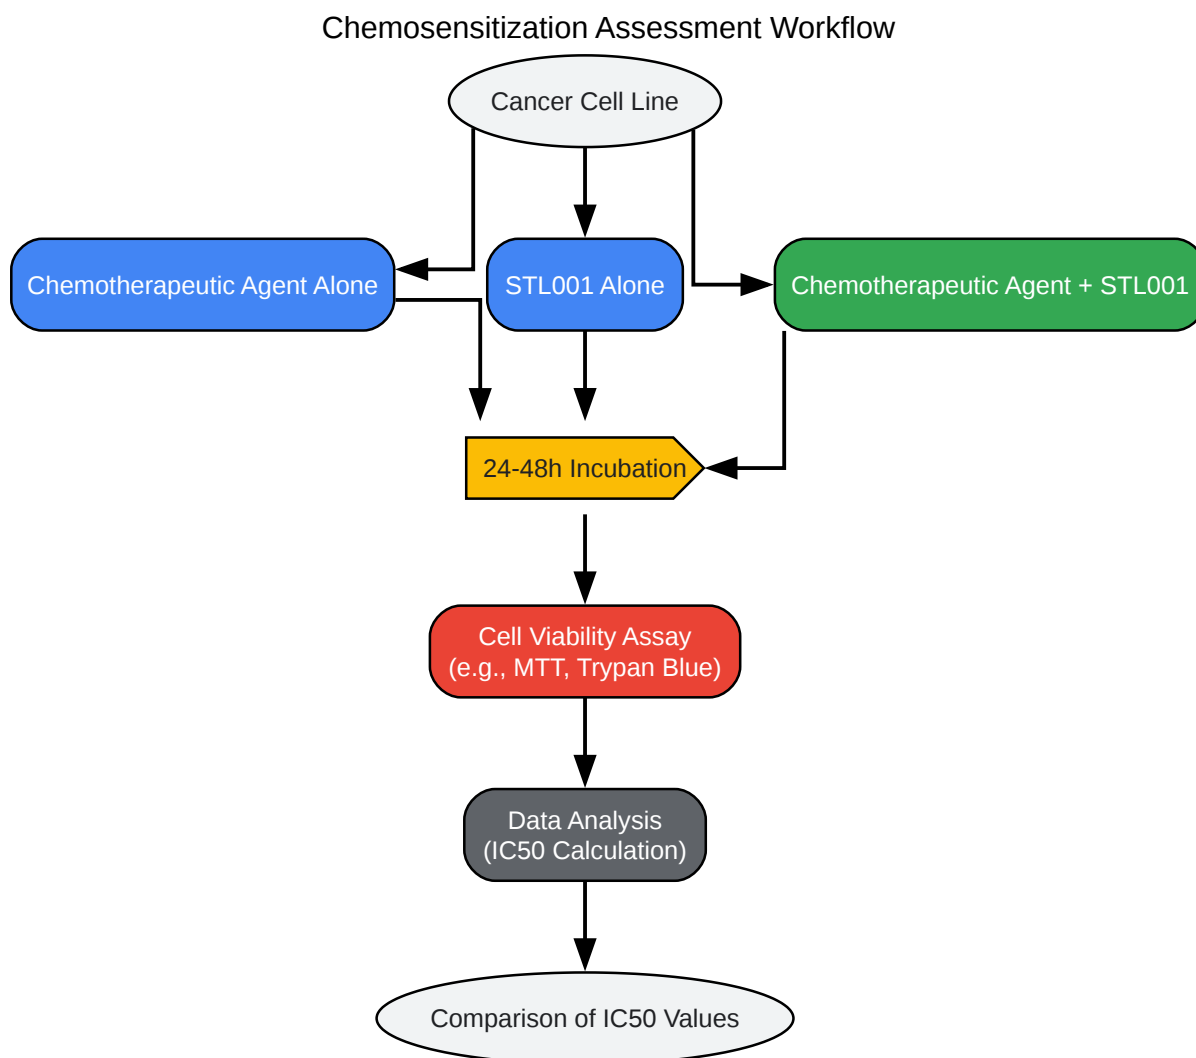 Chemosensitization Assessment Workflow
Cancer Cell Line
Chemotherapeutic Agent Alone
STL001 Alone
Chemotherapeutic Agent + STL001
24-48h Incubation
Cell Viability Assay
(e.g., MTT, Trypan Blue)
Data Analysis
(IC50 Calculation)
Comparison of IC50 Values